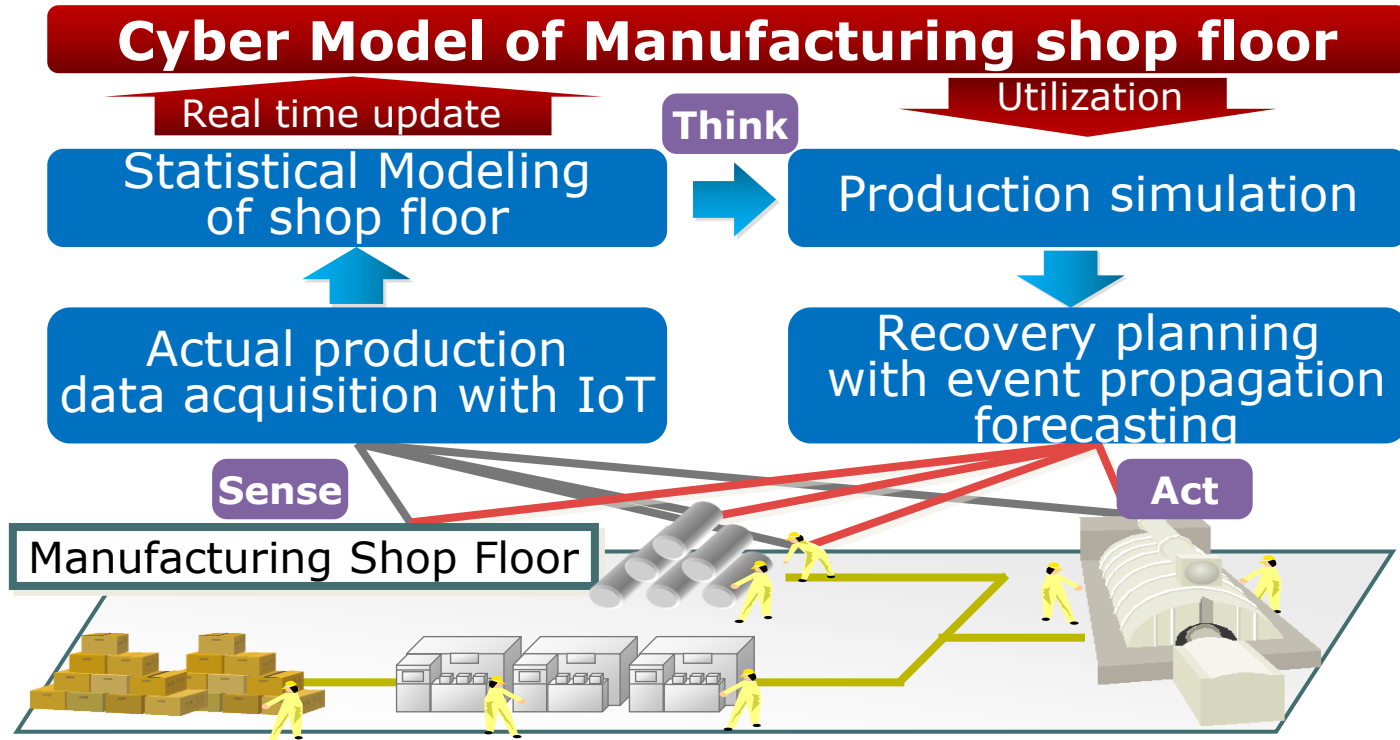 Cyber Model of Manufacturing shop floor
Real time update
Think
Utilization
Statistical Modeling
of shop floor
Production simulation
Actual production
data acquisition with IoT
Recovery planning
with event propagation
forecasting
Sense
Act
Manufacturing Shop Floor